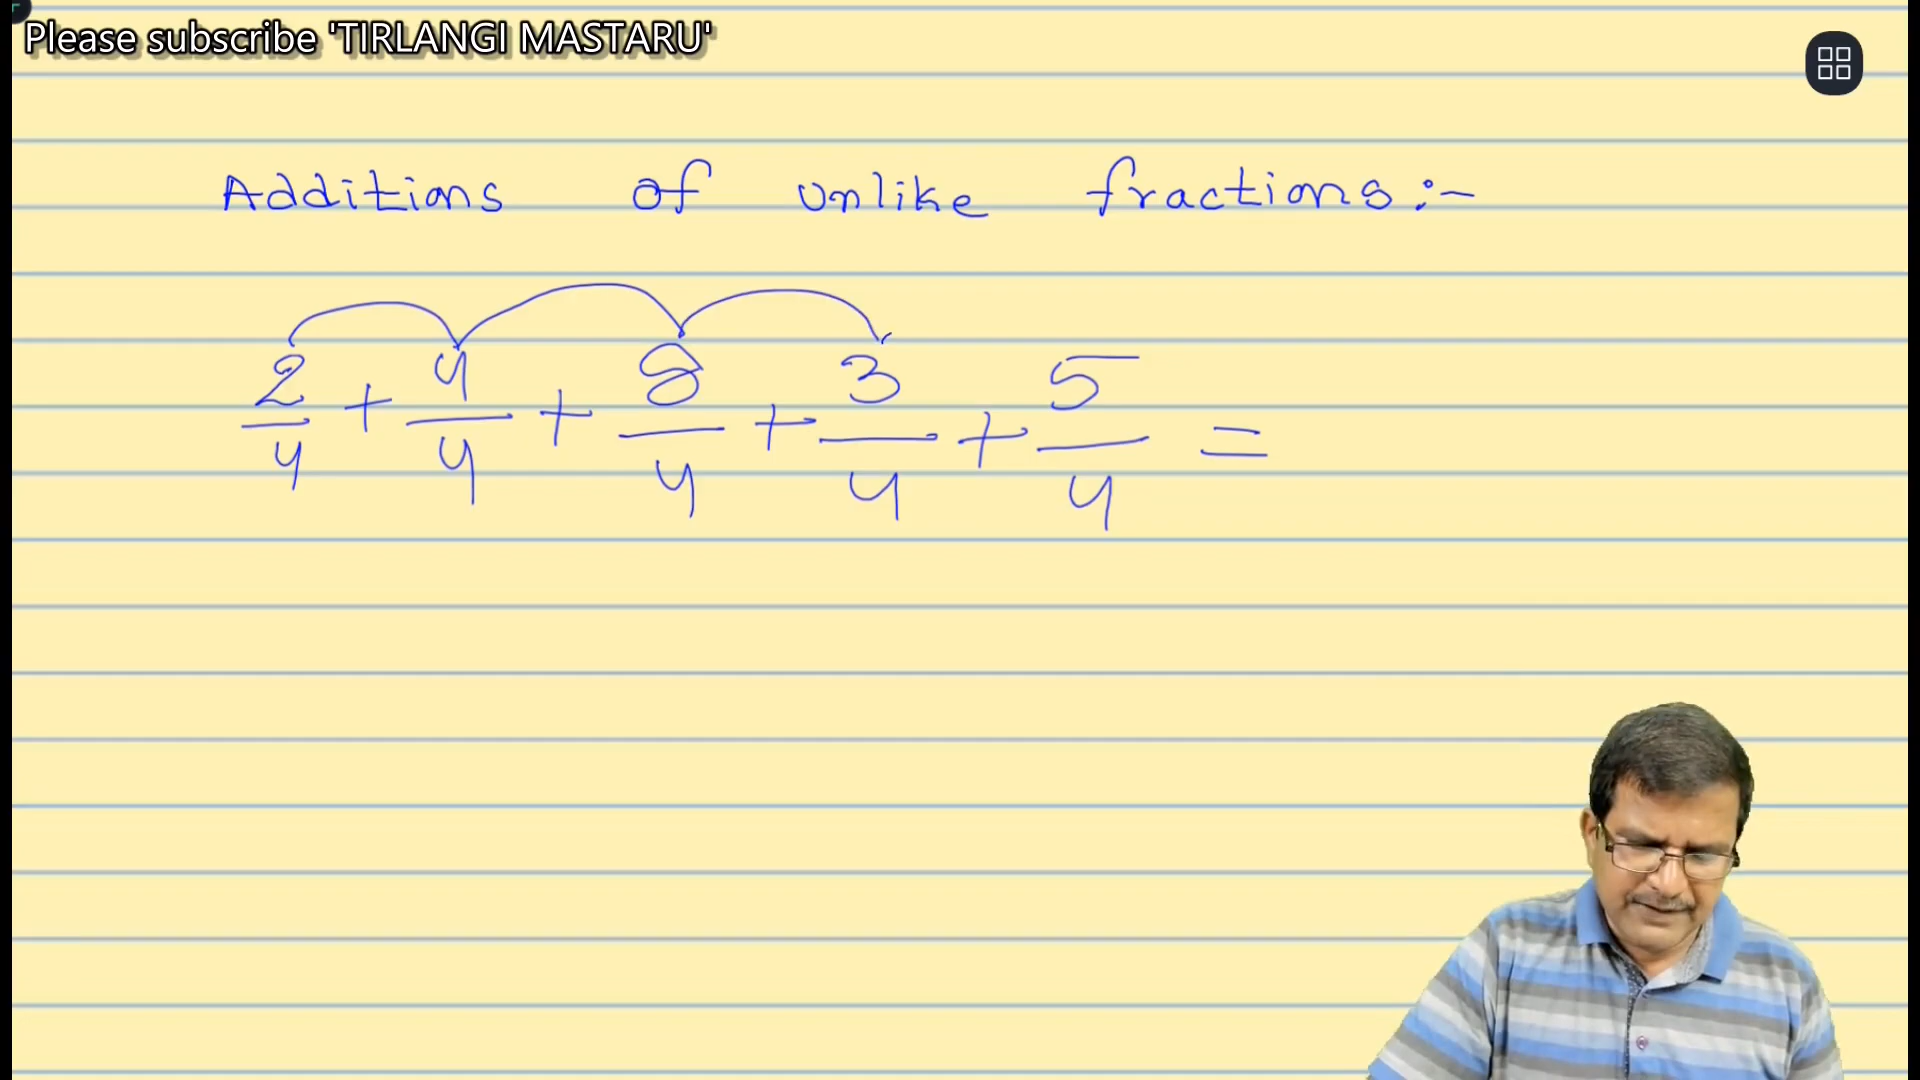 Please subscribe 'TIRLANGI MASTARU'
Additions of unlike fractions:-
2/4 + 4/4 + 8/4 + 3/4 + 5/4 =